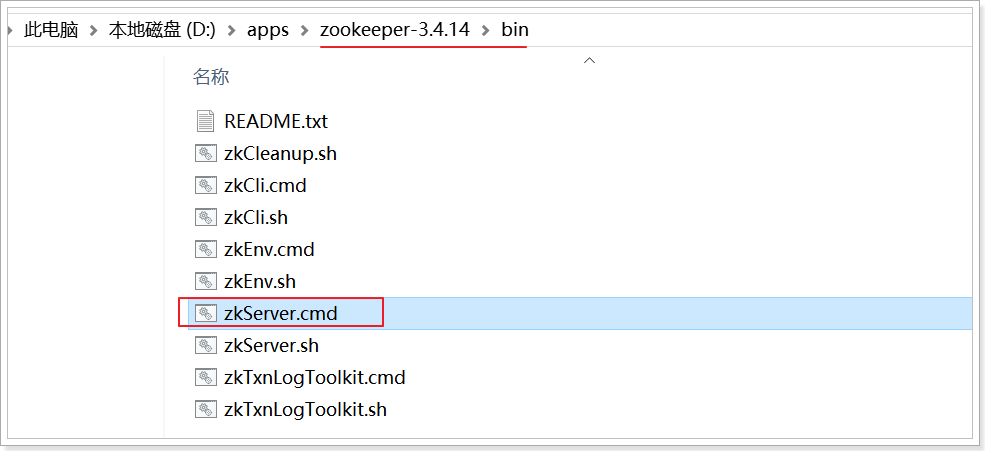 此电脑 > 本地磁盘 (D:) > apps > zookeeper-3.4.14 > bin
名称
README.txt
zkCleanup.sh
zkCli.cmd
zkCli.sh
zkEnv.cmd
zkEnv.sh
zkServer.cmd
zkServer.sh
zkTxnLogToolkit.cmd
zkTxnLogToolkit.sh